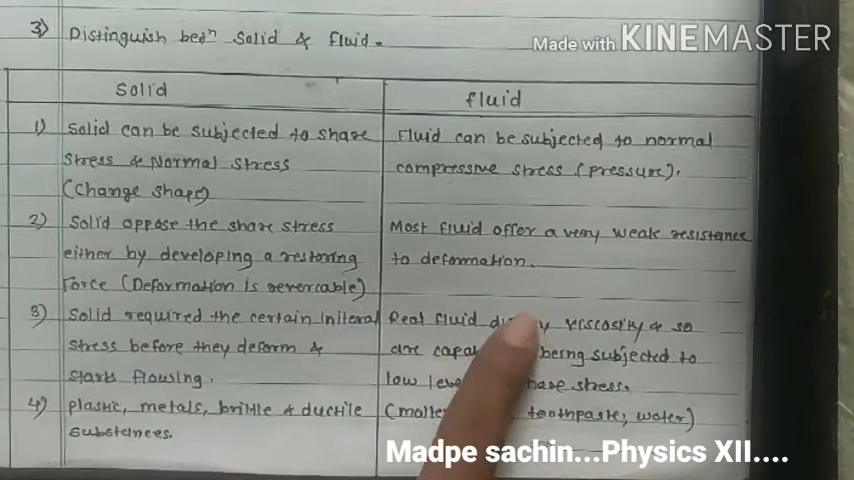 3) Distinguish betn Solid & fluid.
Made with KINEMASTER
Solid
fluid
1) Solid can be subjected to share
stress & Normal stress
(Change shape)
fluid can be subjected to normal
compressive stress (pressure).
2) Solid oppose the share stress
either by developing a restoring
force (Deformation is revercable)
Most fluid offer a very weak resistance
to deformation.
3) Solid required the certain initeral
stress before they deform &
starts flowing.
Real fluid viscosity & so
are being subjected to
low stress.
4) plastic, metals, brittle & ductile
substances.
toothpaste, water)
Madpe sachin...Physics XII....